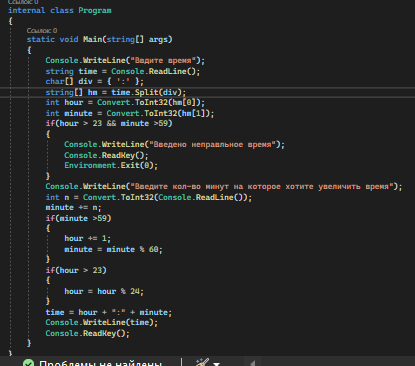 Ссылок: 0
internal class Program
{
Ссылок: 0
static void Main(string[] args)
{
Console.WriteLine("Ввдите время");
string time = Console.ReadLine();
char[] div = { ':' };
string[] hm = time.Split(div);
int hour = Convert.ToInt32(hm[0]);
int minute = Convert.ToInt32(hm[1]);
if(hour > 23 && minute >59)
{
Console.WriteLine("Введено неправльное время");
Console.ReadKey();
Environment.Exit(0);
}
Console.WriteLine("Введите кол-во минут на которое хотите увеличить время");
int n = Convert.ToInt32(Console.ReadLine());
minute += n;
if(minute >59)
{
hour += 1;
minute = minute % 60;
}
if(hour > 23)
{
hour = hour % 24;
}
time = hour + ":" + minute;
Console.WriteLine(time);
Console.ReadKey();
}
}
Проблемы не найдены